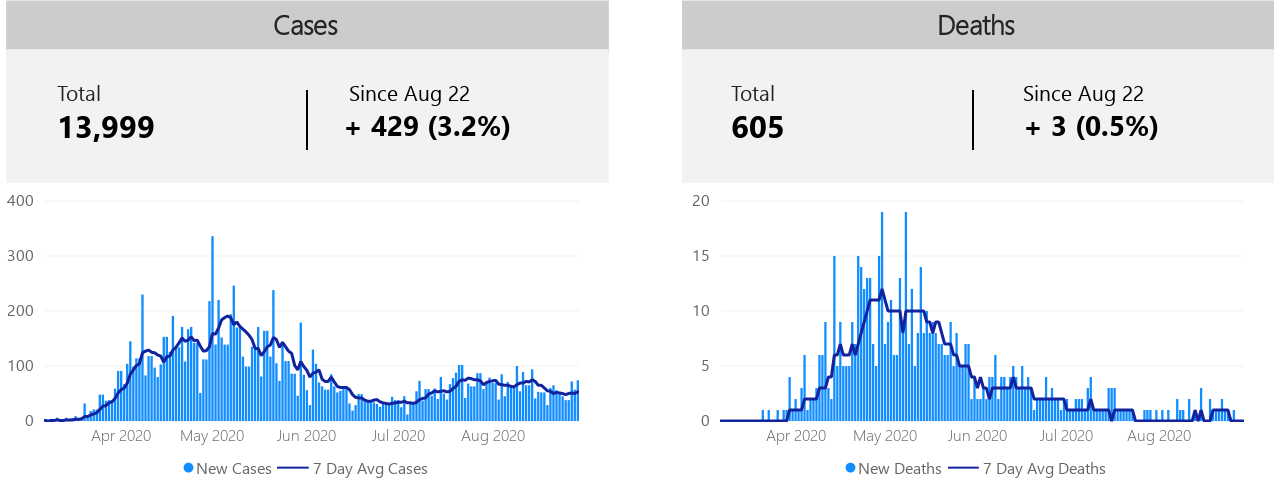 Cases
Total
13,999
Since Aug 22
+ 429 (3.2%)
400
300
200
100
0
Apr 2020 May 2020 Jun 2020 Jul 2020 Aug 2020
New Cases 7 Day Avg Cases
Deaths
Total
605
Since Aug 22
+ 3 (0.5%)
20
15
10
5
0
Apr 2020 May 2020 Jun 2020 Jul 2020 Aug 2020
New Deaths 7 Day Avg Deaths